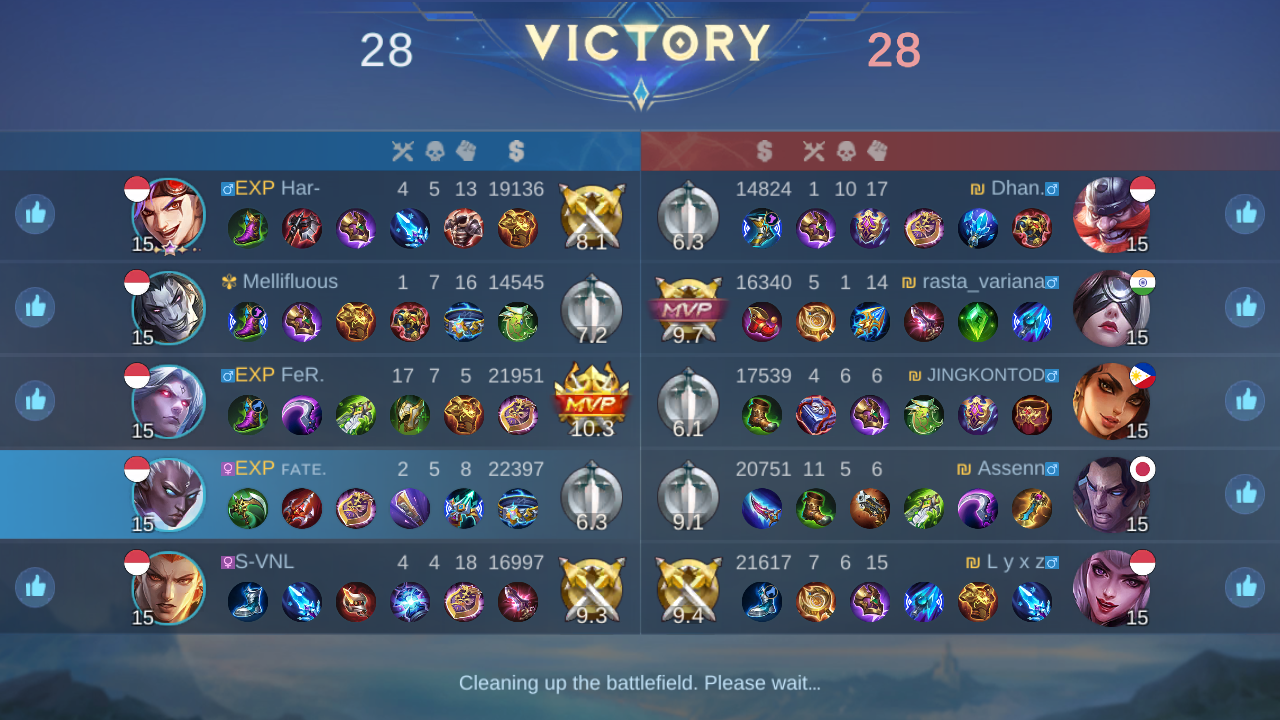 28 VICTORY 28
EXP Har- 4 5 13 19136 8.1 6.3 14824 1 10 17 Dhan.
15 15
Mellifluous 1 7 16 14545 7.2 MVP 9.7 16340 5 1 14 rasta_variana
15 15
EXP FeR. 17 7 5 21951 MVP 10.3 6.1 17539 4 6 6 JINGKONTOD
15 15
EXP ꜰᴀᴛᴇ. 2 5 8 22397 6.3 9.1 20751 11 5 6 Assenn
15 15
S-VNL 4 4 18 16997 9.3 9.4 21617 7 6 15 L y x z
15 15
Cleaning up the battlefield. Please wait...